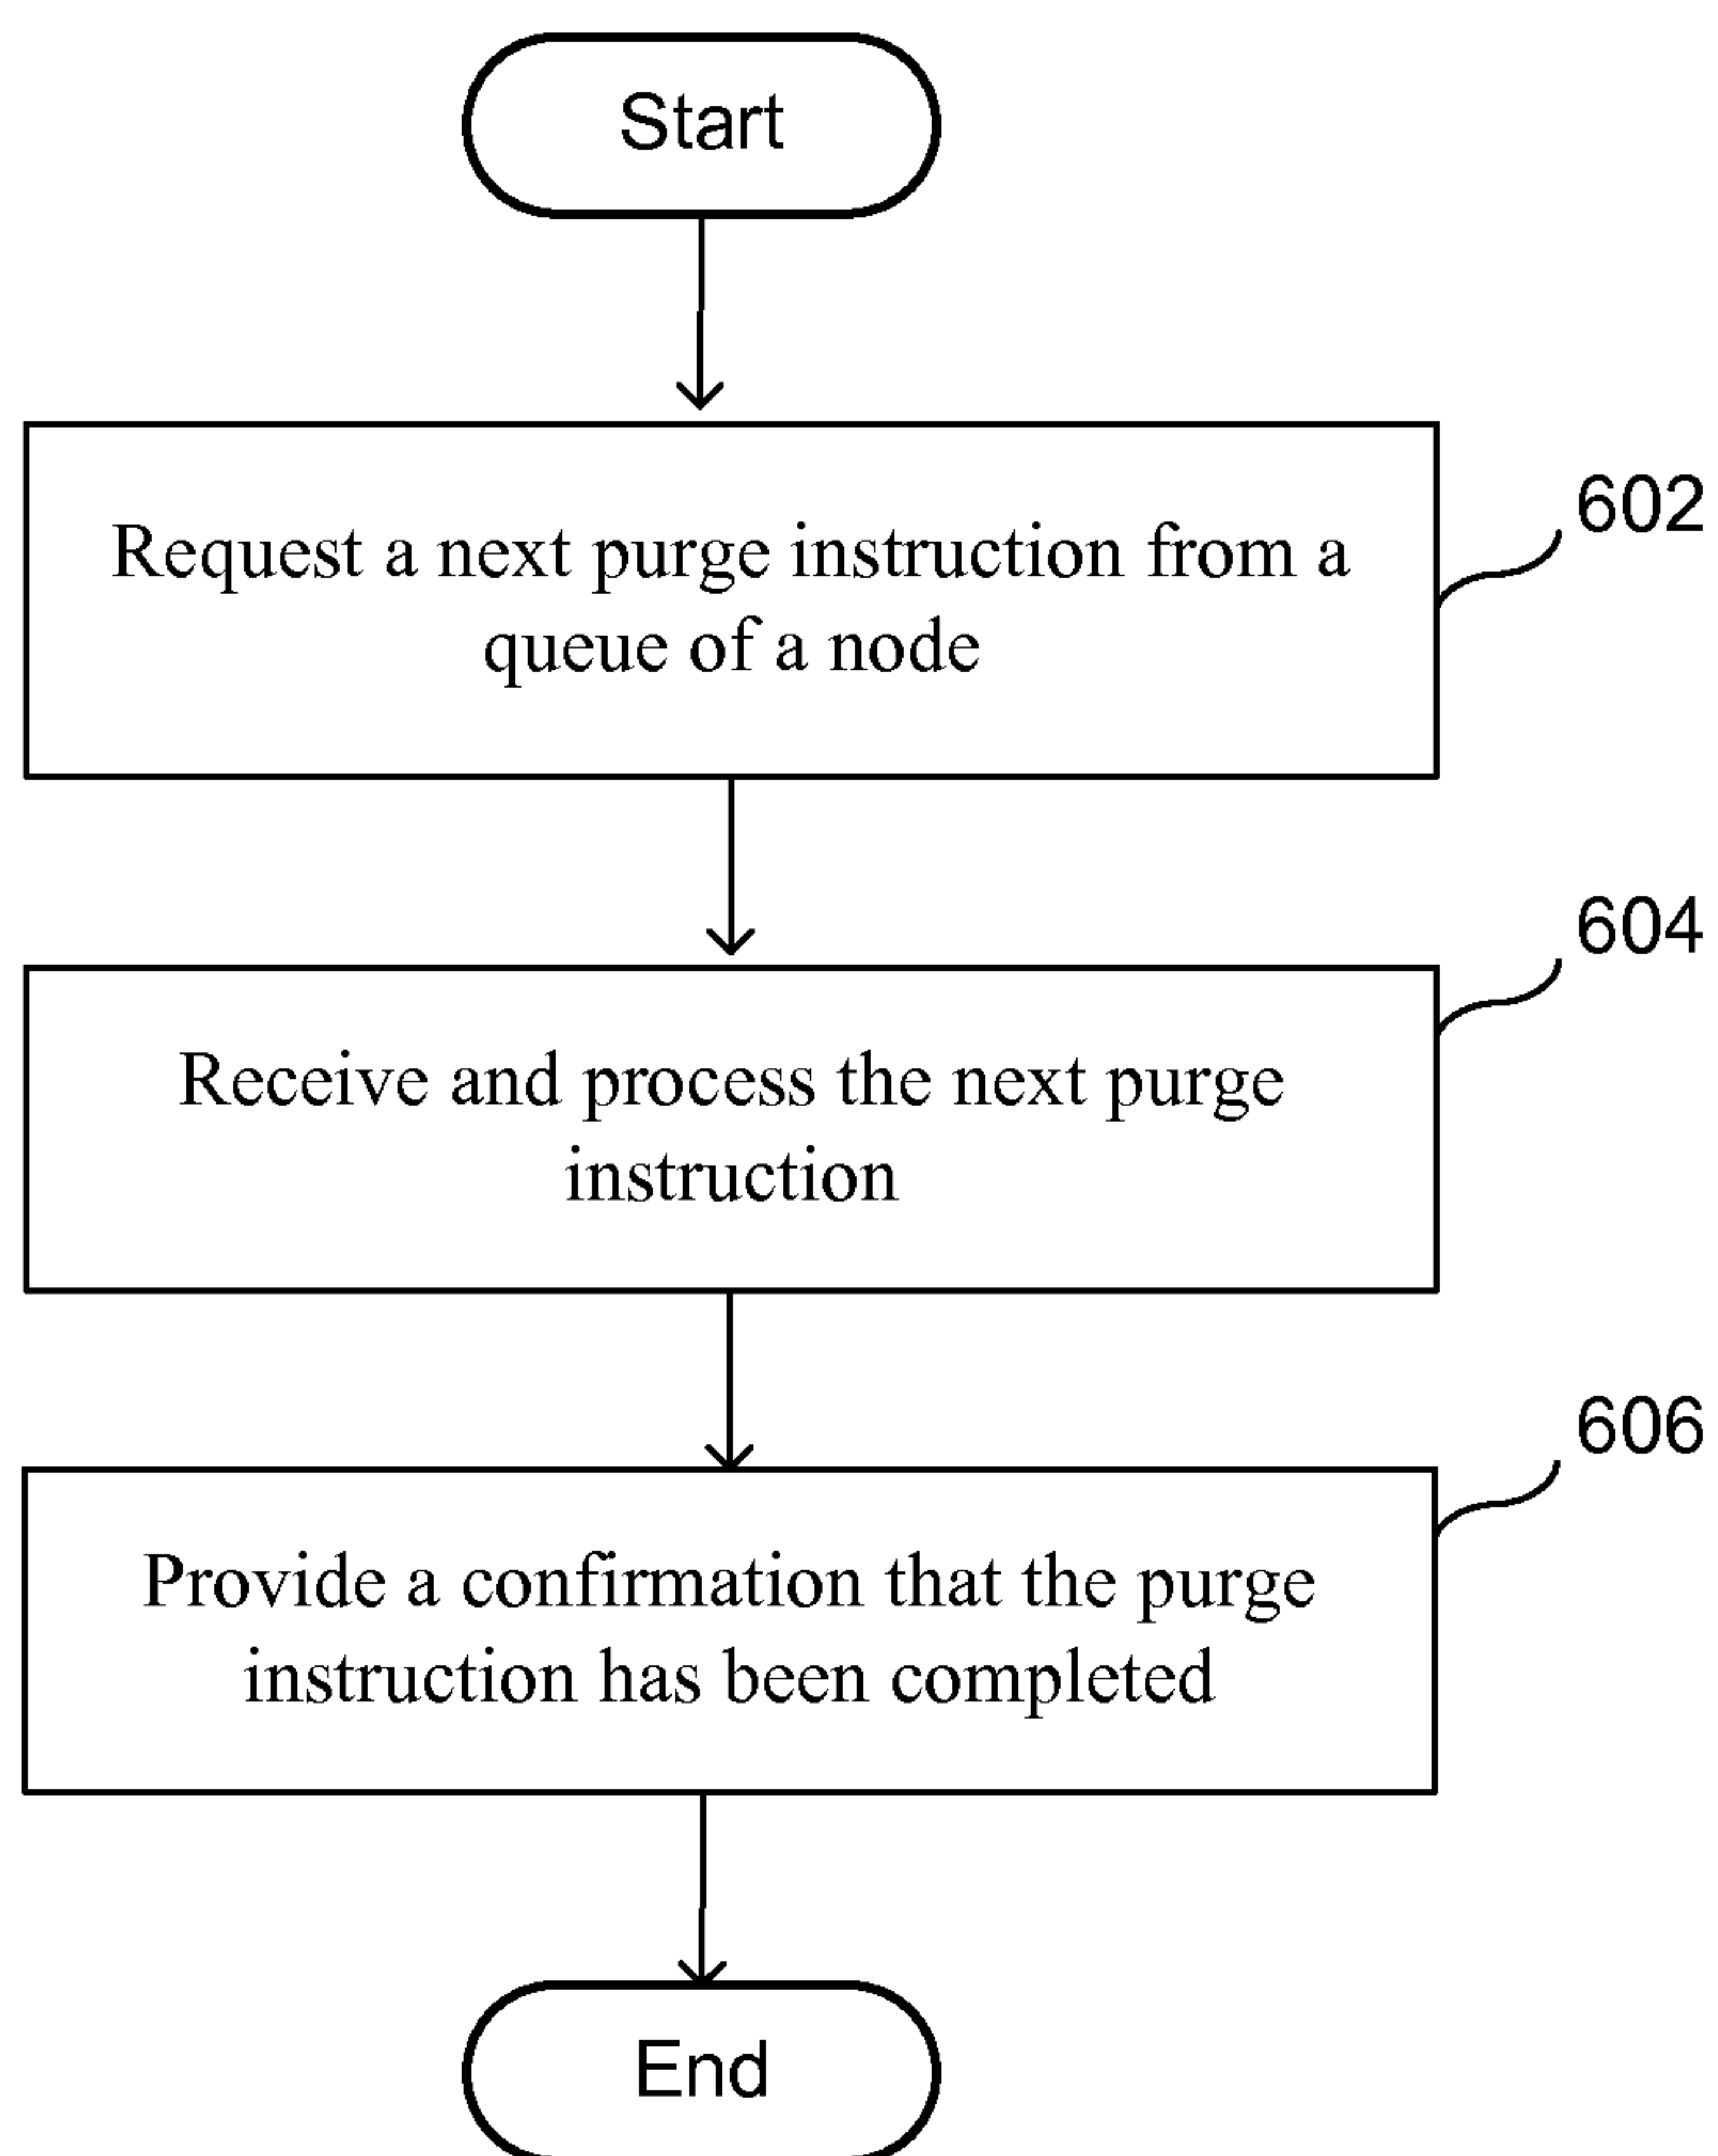 Start
Request a next purge instruction from a
queue of a node
602
Receive and process the next purge
instruction
604
Provide a confirmation that the purge
instruction has been completed
606
End